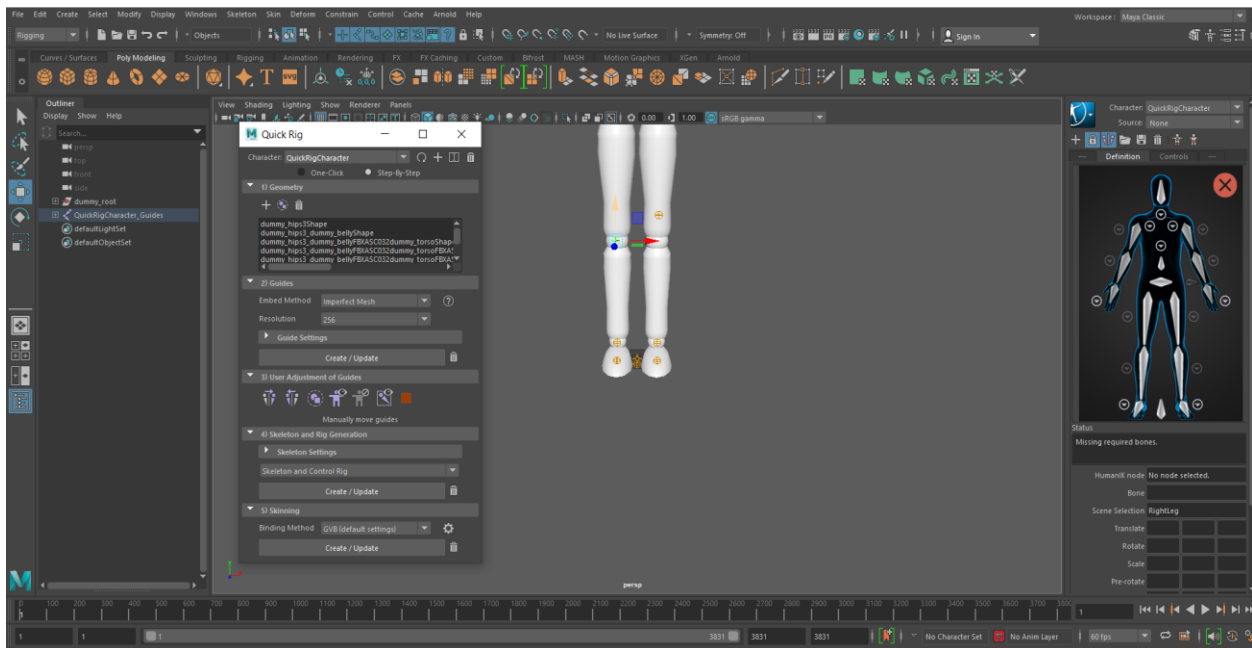 File Edit Create Select Modify Display Windows Skeleton Skin Deform Constrain Control Cache Arnold Help
Workspace: Maya Classic
Rigging Objects No Live Surface Symmetry: Off Sign In
Curves / Surfaces Poly Modeling Sculpting Rigging Animation Rendering FX FX Caching Custom Bifrost MASH Motion Graphics XGen Arnold
SVG
Outliner
Display Show Help
Search...
persp
top
front
side
dummy_root
QuickRigCharacter_Guides
defaultLightSet
defaultObjectSet
View Shading Lighting Show Renderer Panels
0.00 1.00 sRGB gamma
Quick Rig
Character: QuickRigCharacter
One-Click Step-By-Step
1) Geometry
dummy_hips3Shape
dummy_hips3_dummy_bellyShape
dummy_hips3_dummy_bellyFBXASC032dummy_torsoShap
dummy_hips3_dummy_bellyFBXASC032dummy_torsoFBXA
dummy_hips3_dummy_bellyFBXASC032dummy_torsoFBXA
2) Guides
Embed Method Imperfect Mesh
Resolution 256
Guide Settings
Create / Update
3) User Adjustment of Guides
Manually move guides
4) Skeleton and Rig Generation
Skeleton Settings
Skeleton and Control Rig
Create / Update
5) Skinning
Binding Method GVB (default settings)
Create / Update
persp
Character: QuickRigCharacter
Source: None
Definition Controls
Status
Missing required bones.
HumanIK node No node selected.
Bone
Scene Selection RightLeg
Translate
Rotate
Scale
Pre-rotate
0 100 200 300 400 500 600 700 800 900 1000 1100 1200 1300 1400 1500 1600 1700 1800 1900 2000 2100 2200 2300 2400 2500 2600 2700 2800 2900 3000 3100 3200 3300 3400 3500 3600 3700 3800
1
1 1 1 3831 3831 3831 No Character Set No Anim Layer 60 fps